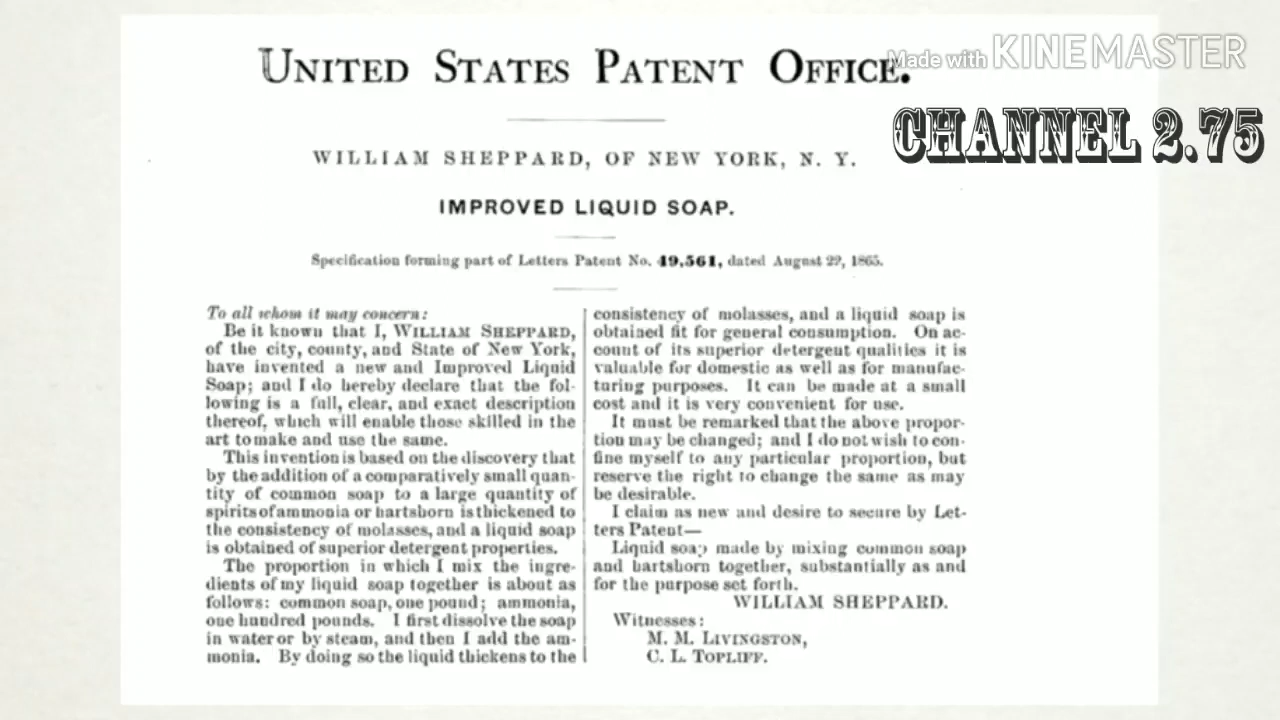 UNITED STATES PATENT OFFICE.
Made with KINEMASTER
CHANNEL 2.75
WILLIAM SHEPPARD, OF NEW YORK, N. Y.
IMPROVED LIQUID SOAP.
Specification forming part of Letters Patent No. 49,561, dated August 22, 1865.
To all whom it may concern:
Be it known that I, WILLIAM SHEPPARD,
of the city, county, and State of New York,
have invented a new and Improved Liquid
Soap; and I do hereby declare that the fol-
lowing is a full, clear, and exact description
thereof, which will enable those skilled in the
art to make and use the same.
This invention is based on the discovery that
by the addition of a comparatively small quan-
tity of common soap to a large quantity of
spirits of ammonia or hartshorn is thickened to
the consistency of molasses, and a liquid soap
is obtained of superior detergent properties.
The proportion in which I mix the ingre-
dients of my liquid soap together is about as
follows: common soap, one pound; ammonia,
one hundred pounds. I first dissolve the soap
in water or by steam, and then I add the am-
monia. By doing so the liquid thickens to the
consistency of molasses, and a liquid soap is
obtained fit for general consumption. On ac-
count of its superior detergent qualities it is
valuable for domestic as well as for manufac-
turing purposes. It can be made at a small
cost and it is very convenient for use.
It must be remarked that the above propor-
tion may be changed; and I do not wish to con-
fine myself to any particular proportion, but
reserve the right to change the same as may
be desirable.
I claim as new and desire to secure by Let-
ters Patent—
Liquid soap made by mixing common soap
and hartshorn together, substantially as and
for the purpose set forth.
WILLIAM SHEPPARD.
Witnesses:
M. M. LIVINGSTON,
C. L. TOPLIFF.